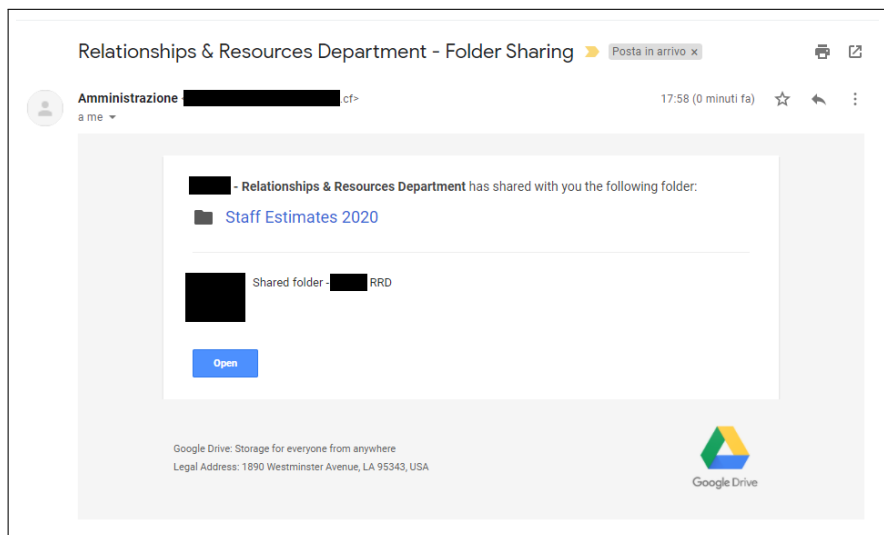 Relationships & Resources Department - Folder Sharing Posta in arrivo x
Amministrazione .cf> 17:58 (0 minuti fa)
a me
- Relationships & Resources Department has shared with you the following folder:
Staff Estimates 2020
Shared folder - RRD
Open
Google Drive: Storage for everyone from anywhere
Legal Address: 1890 Westminster Avenue, LA 95343, USA
Google Drive